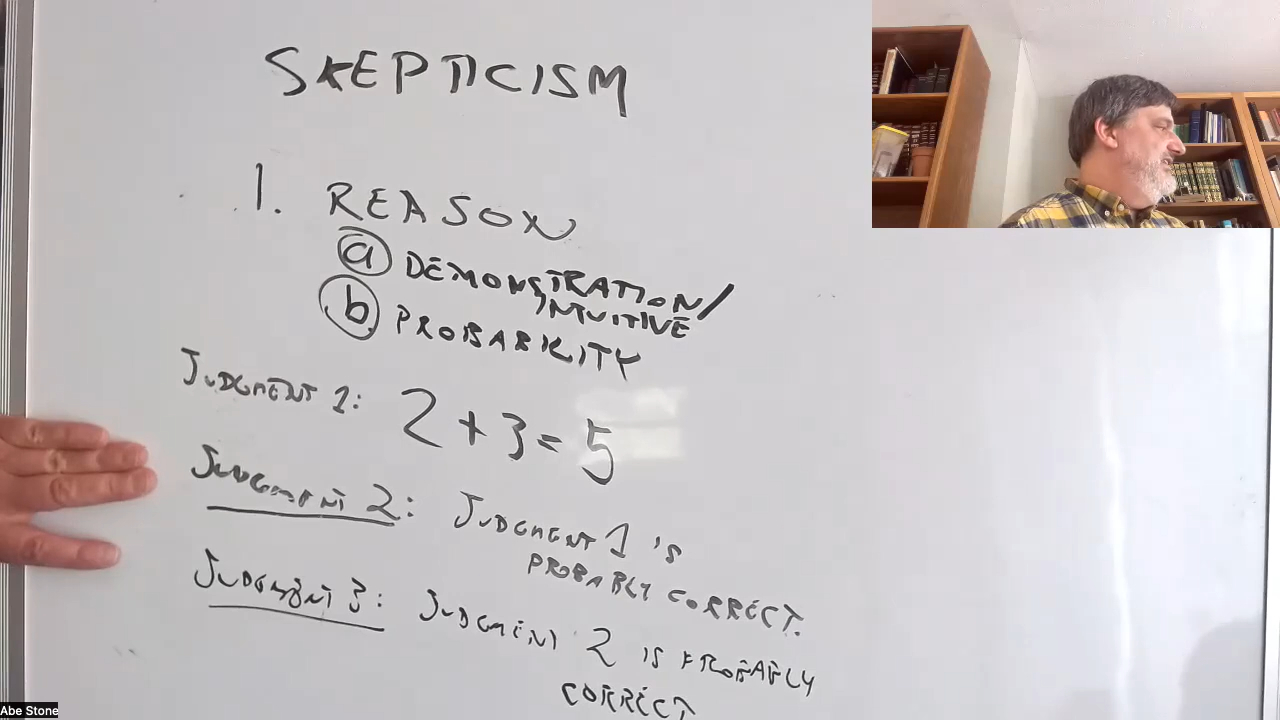 SKEPTICISM
1. REASON
a DEMONSTRATION/
INTUITIVE
b PROBABILITY
JUDGMENT 1: 2 + 3 = 5
JUDGMENT 2: JUDGMENT 1 is
PROBABLY CORRECT.
JUDGMENT 3: JUDGMENT 2 is PROBABLY
CORRECT
Abe Stone